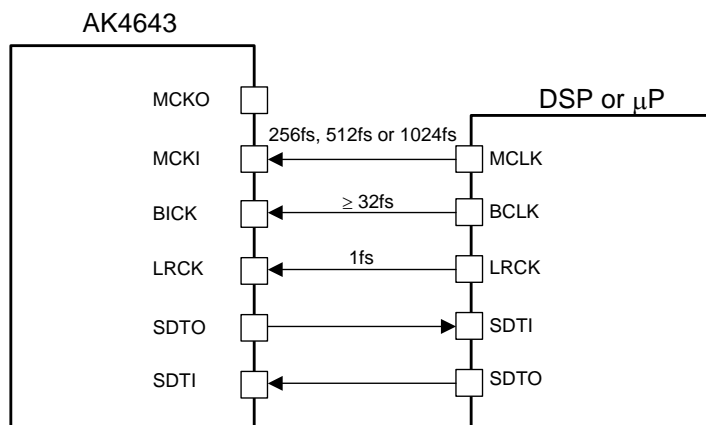 AK4643
DSP or μP
MCKO
256fs, 512fs or 1024fs
MCKI
MCLK
BICK
≥ 32fs
BCLK
LRCK
1fs
LRCK
SDTO
SDTI
SDTI
SDTO